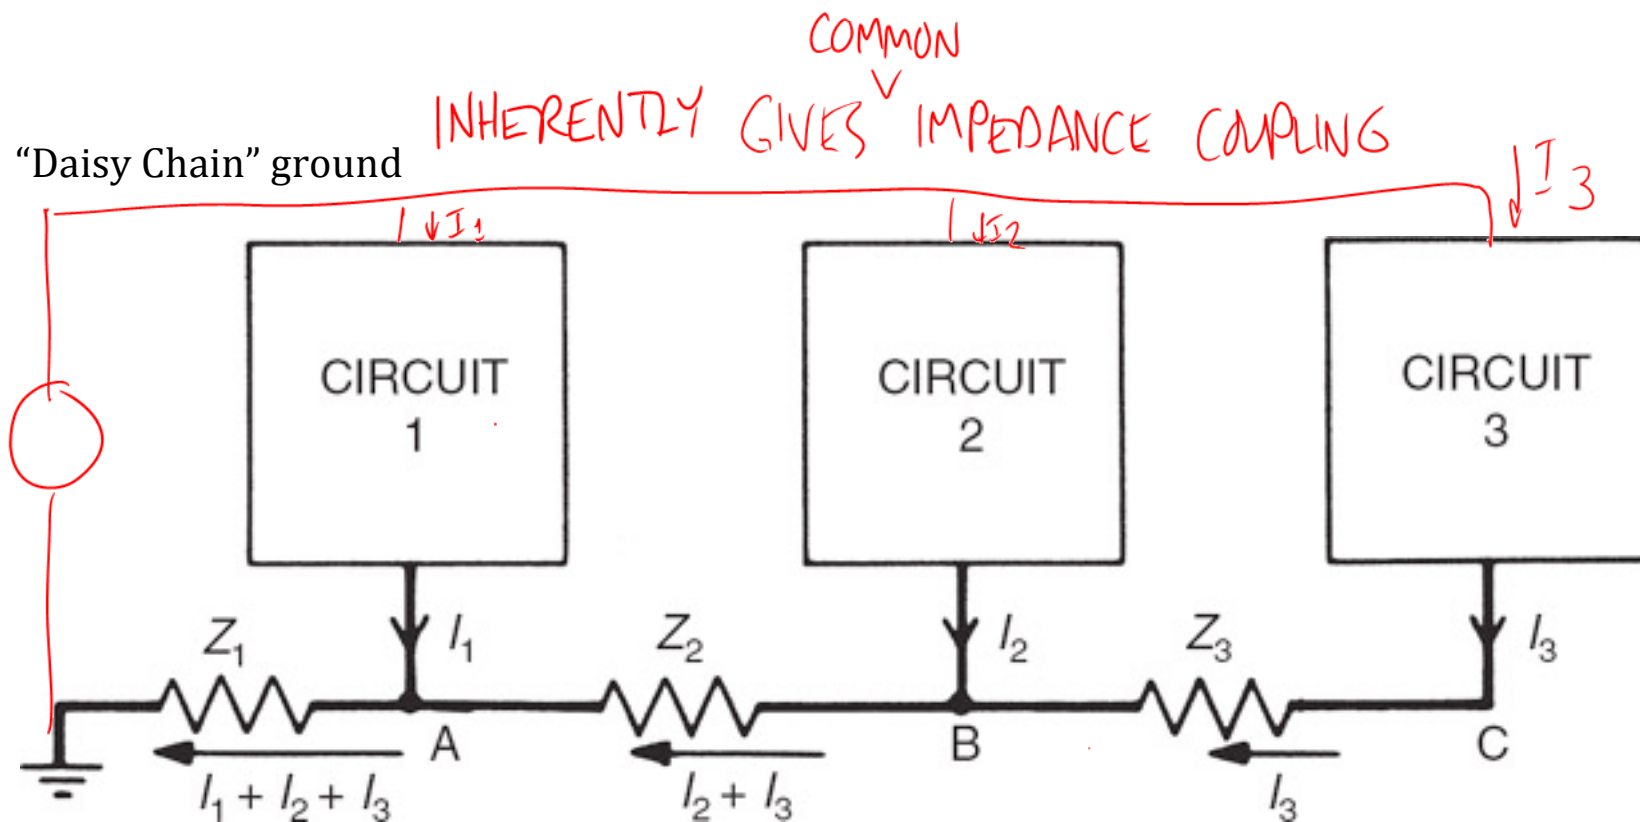 COMMON
INHERENTLY GIVES IMPEDANCE COUPLING
“Daisy Chain” ground
I3
I1
I2
CIRCUIT
1
CIRCUIT
2
CIRCUIT
3
Z1
I1
Z2
I2
Z3
I3
A
B
C
I1 + I2 + I3
I2 + I3
I3